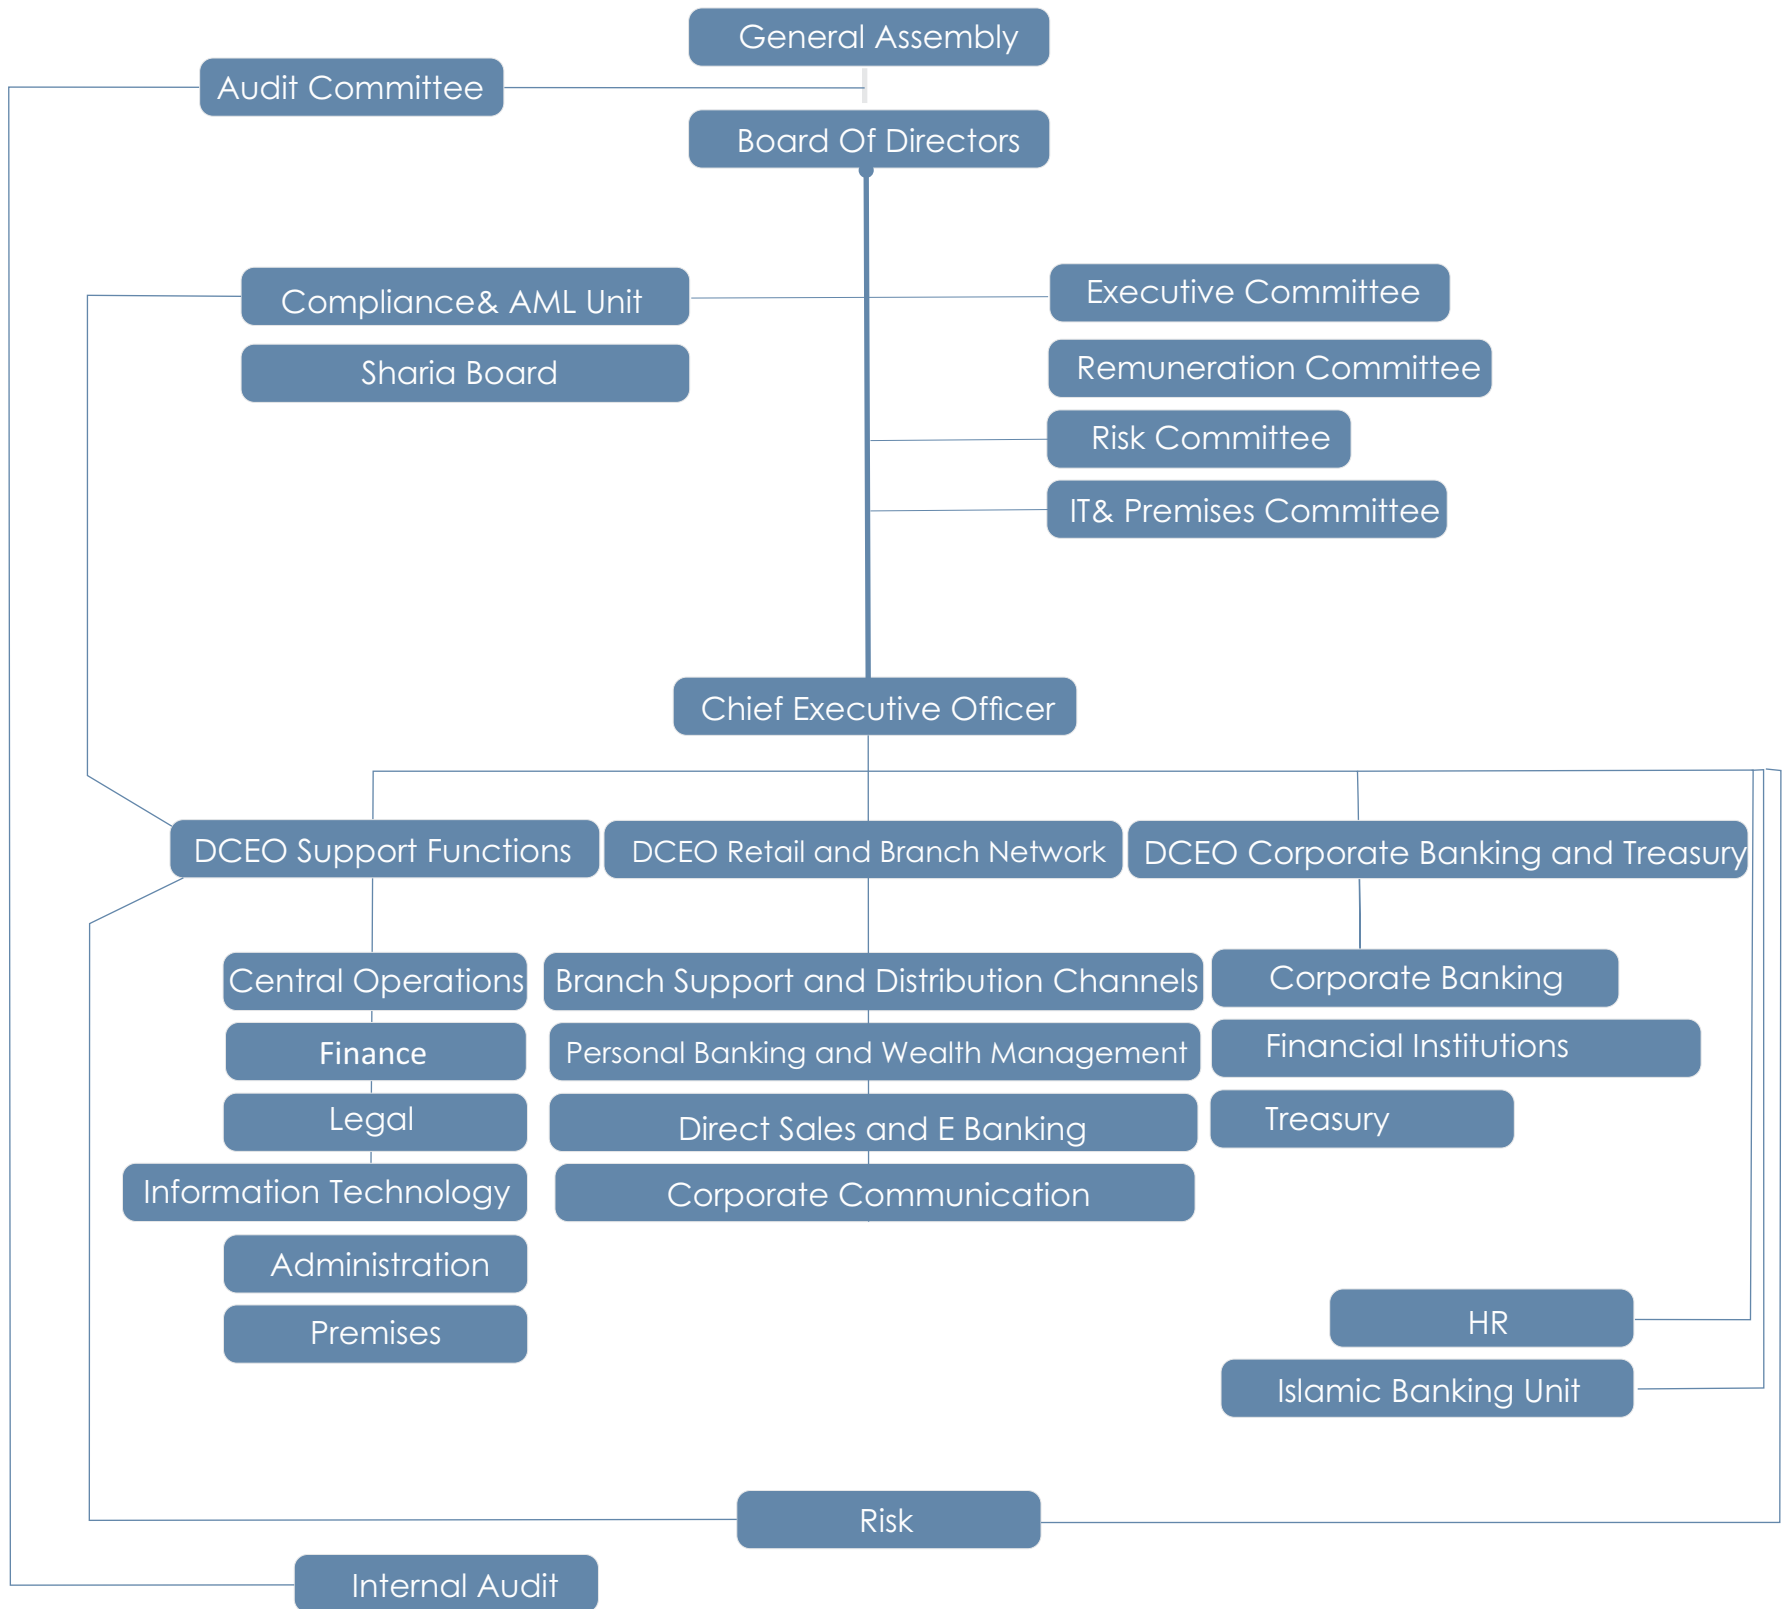 General Assembly
Audit Committee
Board Of Directors
Compliance& AML Unit
Executive Committee
Sharia Board
Remuneration Committee
Risk Committee
IT& Premises Committee
Chief Executive Officer
DCEO Support Functions
DCEO Retail and Branch Network
DCEO Corporate Banking and Treasury
Central Operations
Branch Support and Distribution Channels
Corporate Banking
Finance
Personal Banking and Wealth Management
Financial Institutions
Legal
Direct Sales and E Banking
Treasury
Information Technology
Corporate Communication
Administration
Premises
HR
Islamic Banking Unit
Risk
Internal Audit